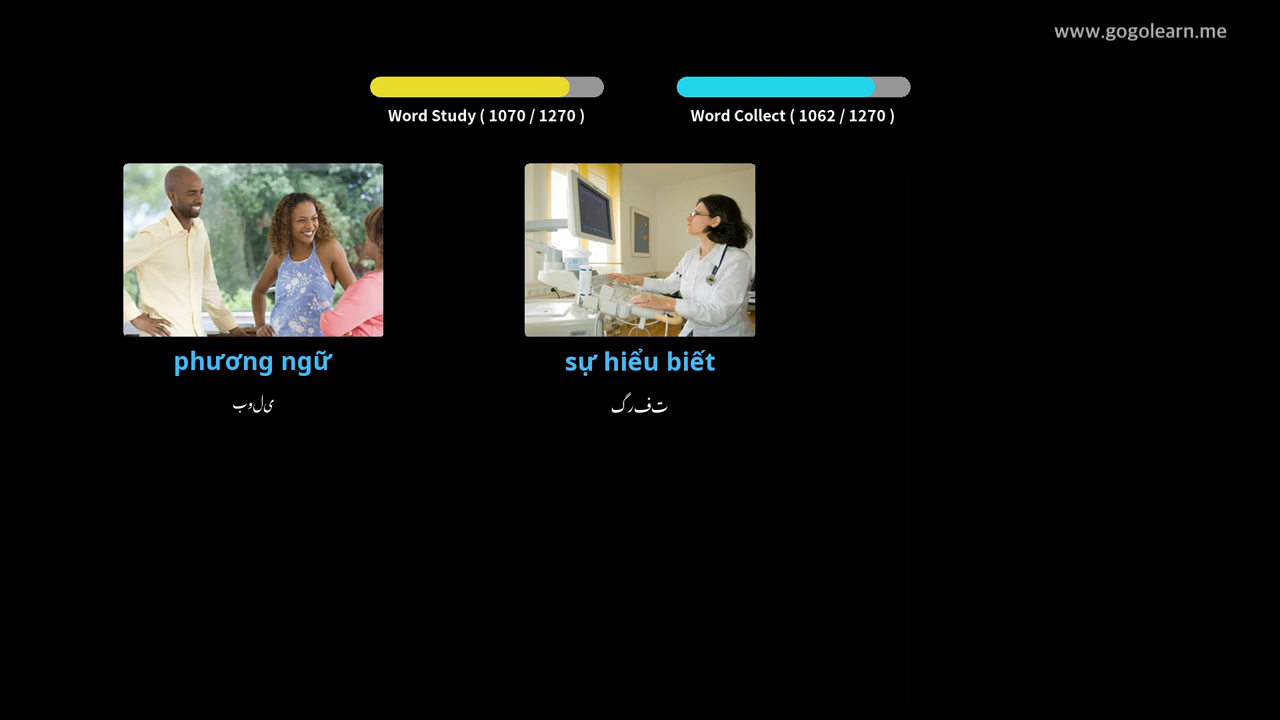 www.gogolearn.me
Word Study ( 1070 / 1270 )
Word Collect ( 1062 / 1270 )
phương ngữ
بولی
sự hiểu biết
گرفت